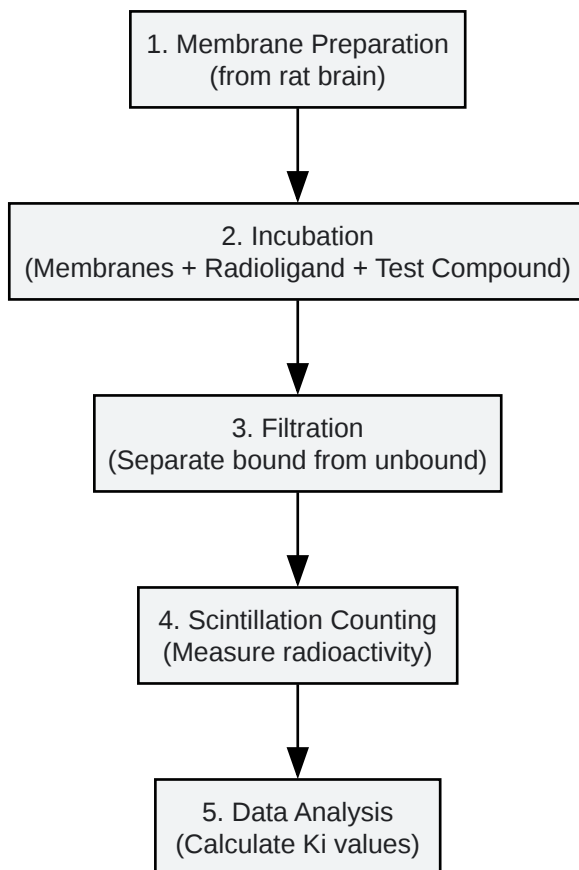 1. Membrane Preparation
(from rat brain)
2. Incubation
(Membranes + Radioligand + Test Compound)
3. Filtration
(Separate bound from unbound)
4. Scintillation Counting
(Measure radioactivity)
5. Data Analysis
(Calculate Ki values)